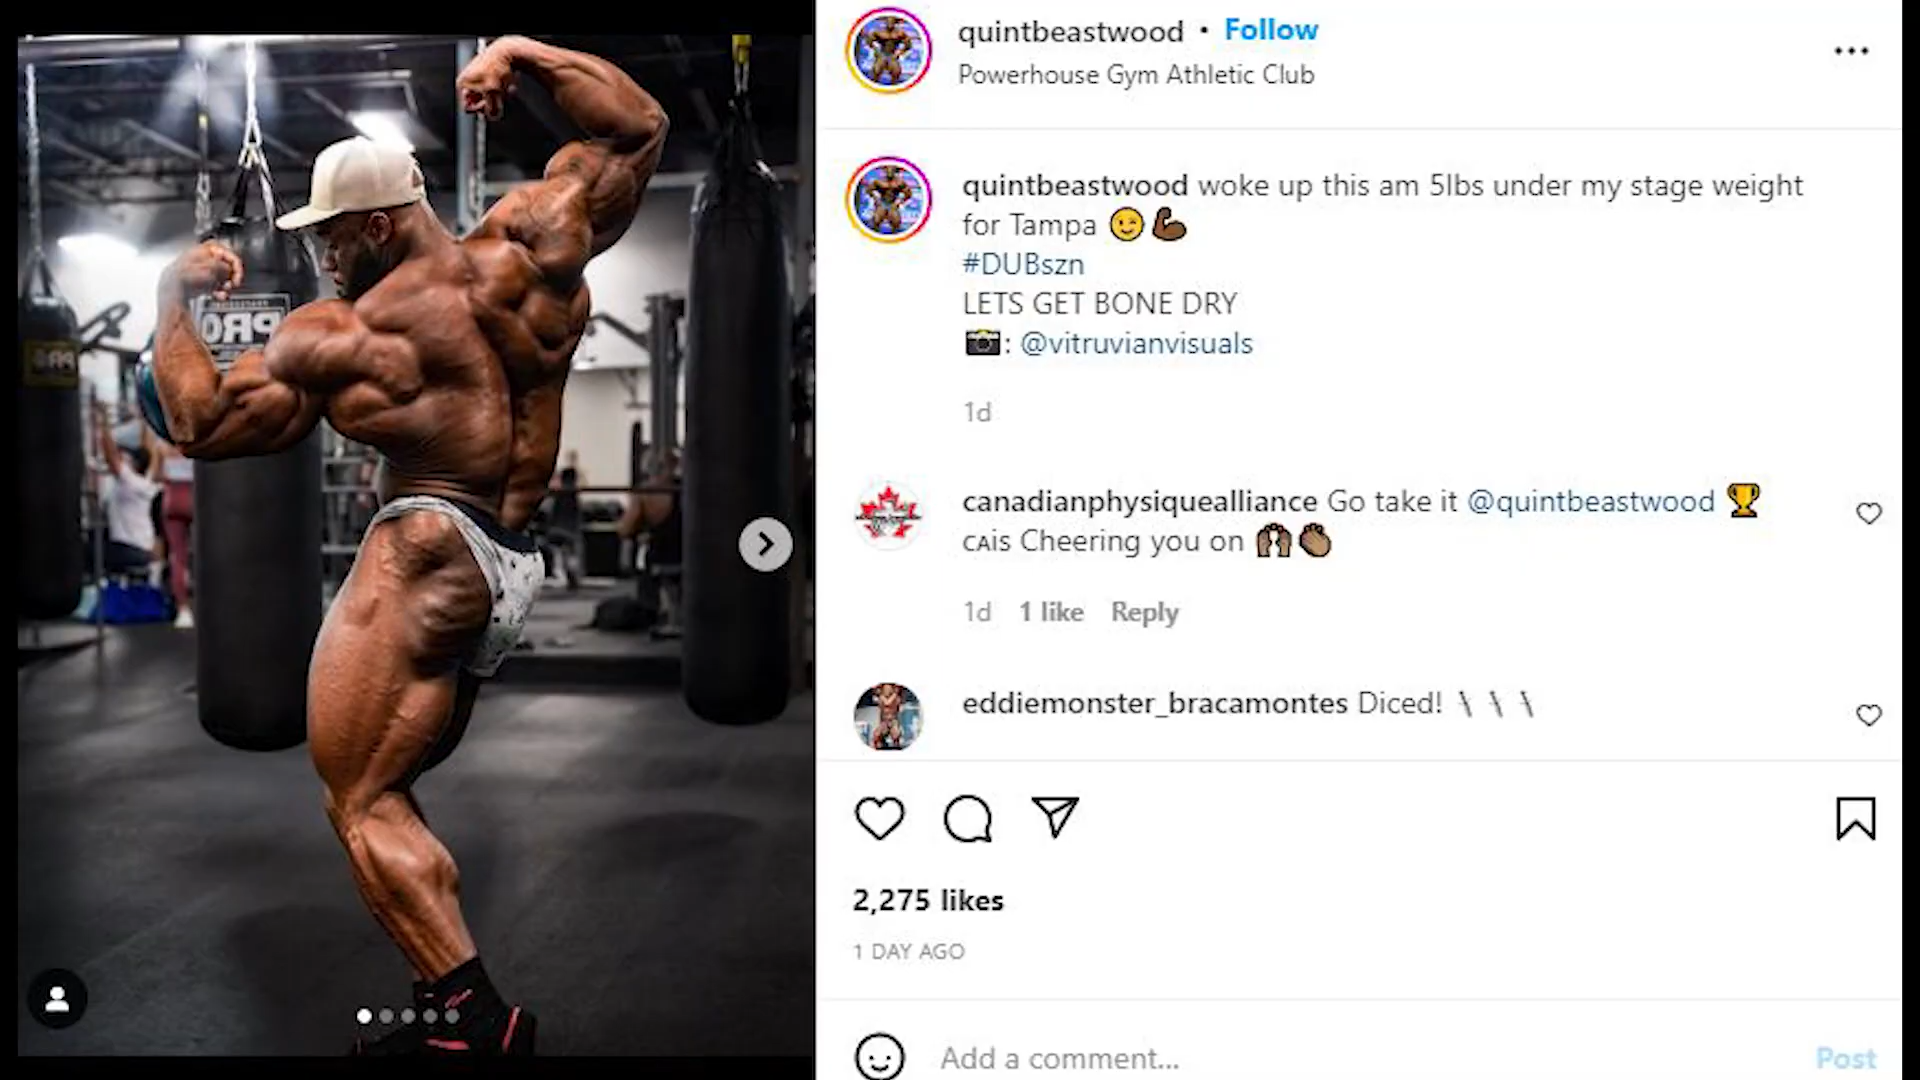 quintbeastwood • Follow
Powerhouse Gym Athletic Club
quintbeastwood woke up this am 5lbs under my stage weight
for Tampa 😉💪🏿
#DUBszn
LETS GET BONE DRY
📷: @vitruvianvisuals
1d
canadianphysiquealliance Go take it @quintbeastwood 🏆
ᴄᴀis Cheering you on 🙌🏽👏🏽
1d 1 like Reply
eddiemonster_bracamontes Diced! 🔪🔪🔪
2,275 likes
1 DAY AGO
Add a comment... Post
PRO